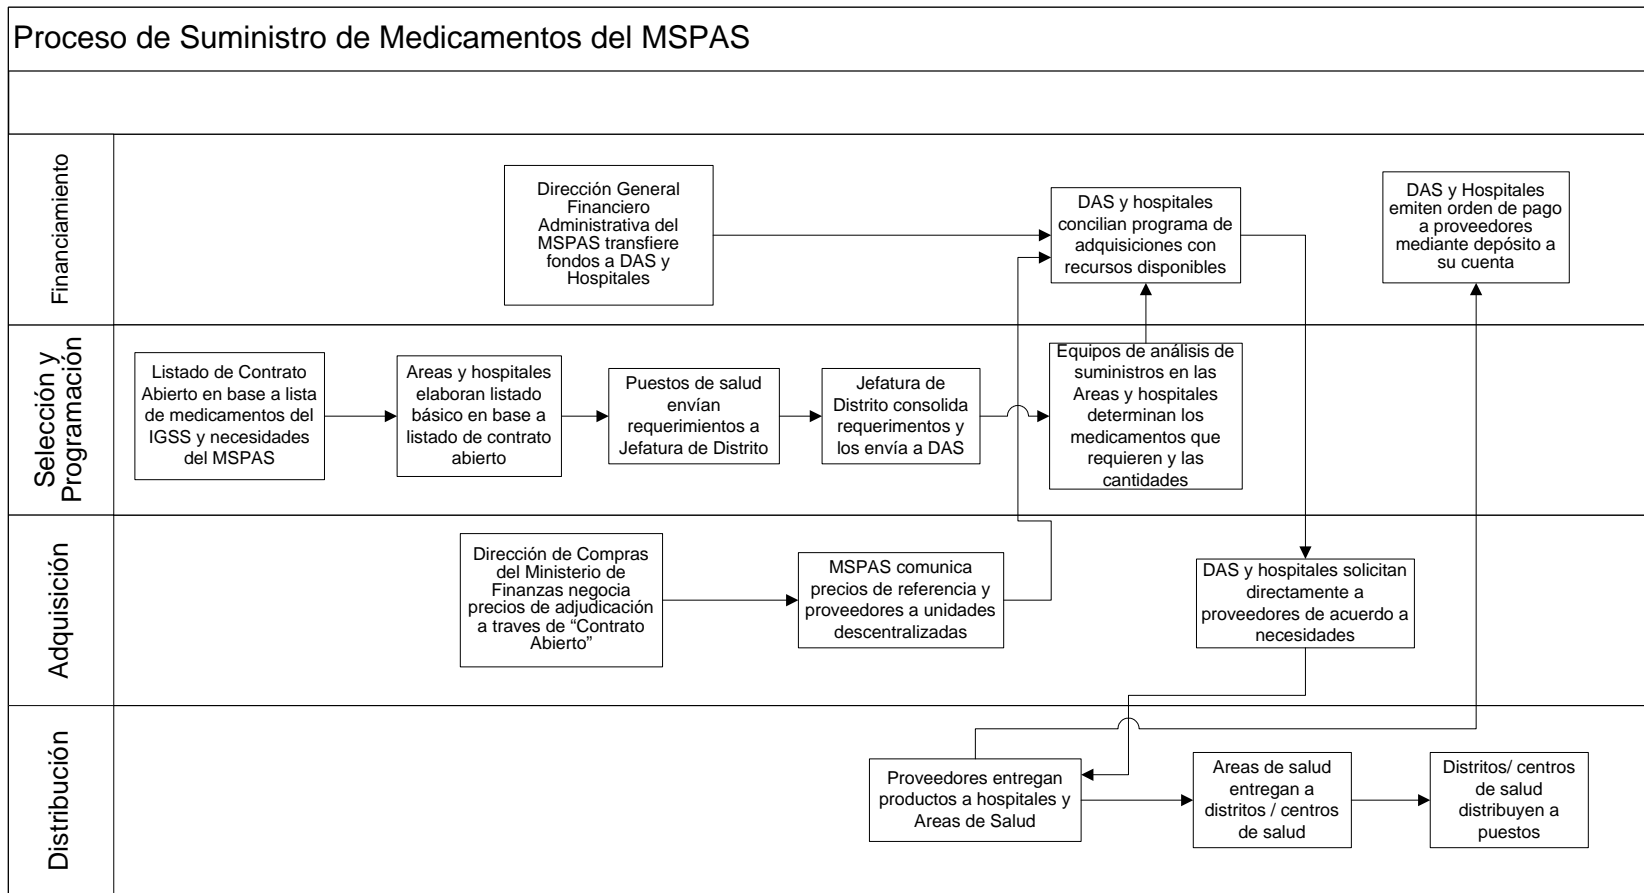 Proceso de Suministro de Medicamentos del MSPAS
Financiamiento
Dirección General
Financiero
Administrativa del
MSPAS transfiere
fondos a DAS y
Hospitales
DAS y hospitales
concilian programa de
adquisiciones con
recursos disponibles
DAS y Hospitales
emiten orden de pago
a proveedores
mediante depósito a
su cuenta
Selección y
Programación
Listado de Contrato
Abierto en base a lista
de medicamentos del
IGSS y necesidades
del MSPAS
Areas y hospitales
elaboran listado
básico en base a
listado de contrato
abierto
Puestos de salud
envían
requerimientos a
Jefatura de Distrito
Jefatura de
Distrito consolida
requerimentos y
los envía a DAS
Equipos de análisis de
suministros en las
Areas y hospitales
determinan los
medicamentos que
requieren y las
cantidades
Adquisición
Dirección de Compras
del Ministerio de
Finanzas negocia
precios de adjudicación
a traves de “Contrato
Abierto”
MSPAS comunica
precios de referencia y
proveedores a unidades
descentralizadas
DAS y hospitales solicitan
directamente a
proveedores de acuerdo a
necesidades
Distribución
Proveedores entregan
productos a hospitales y
Areas de Salud
Areas de salud
entregan a
distritos / centros
de salud
Distritos/ centros
de salud
distribuyen a
puestos